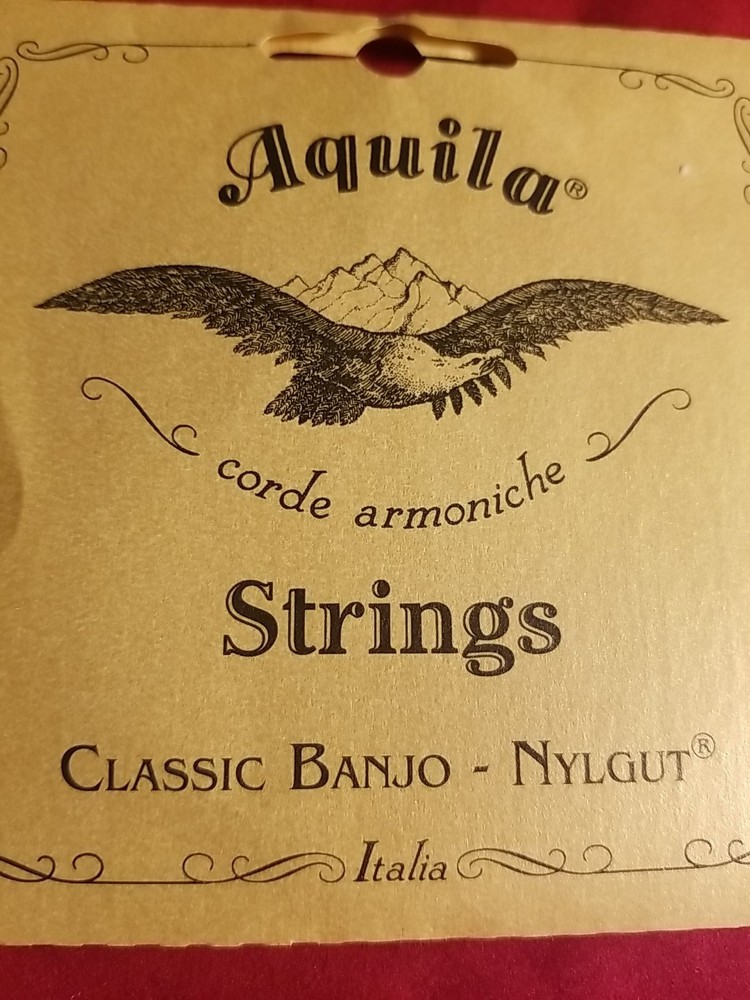 Aquila®
corde armoniche
Strings
CLASSIC BANJO - NYLGUT®
Italia